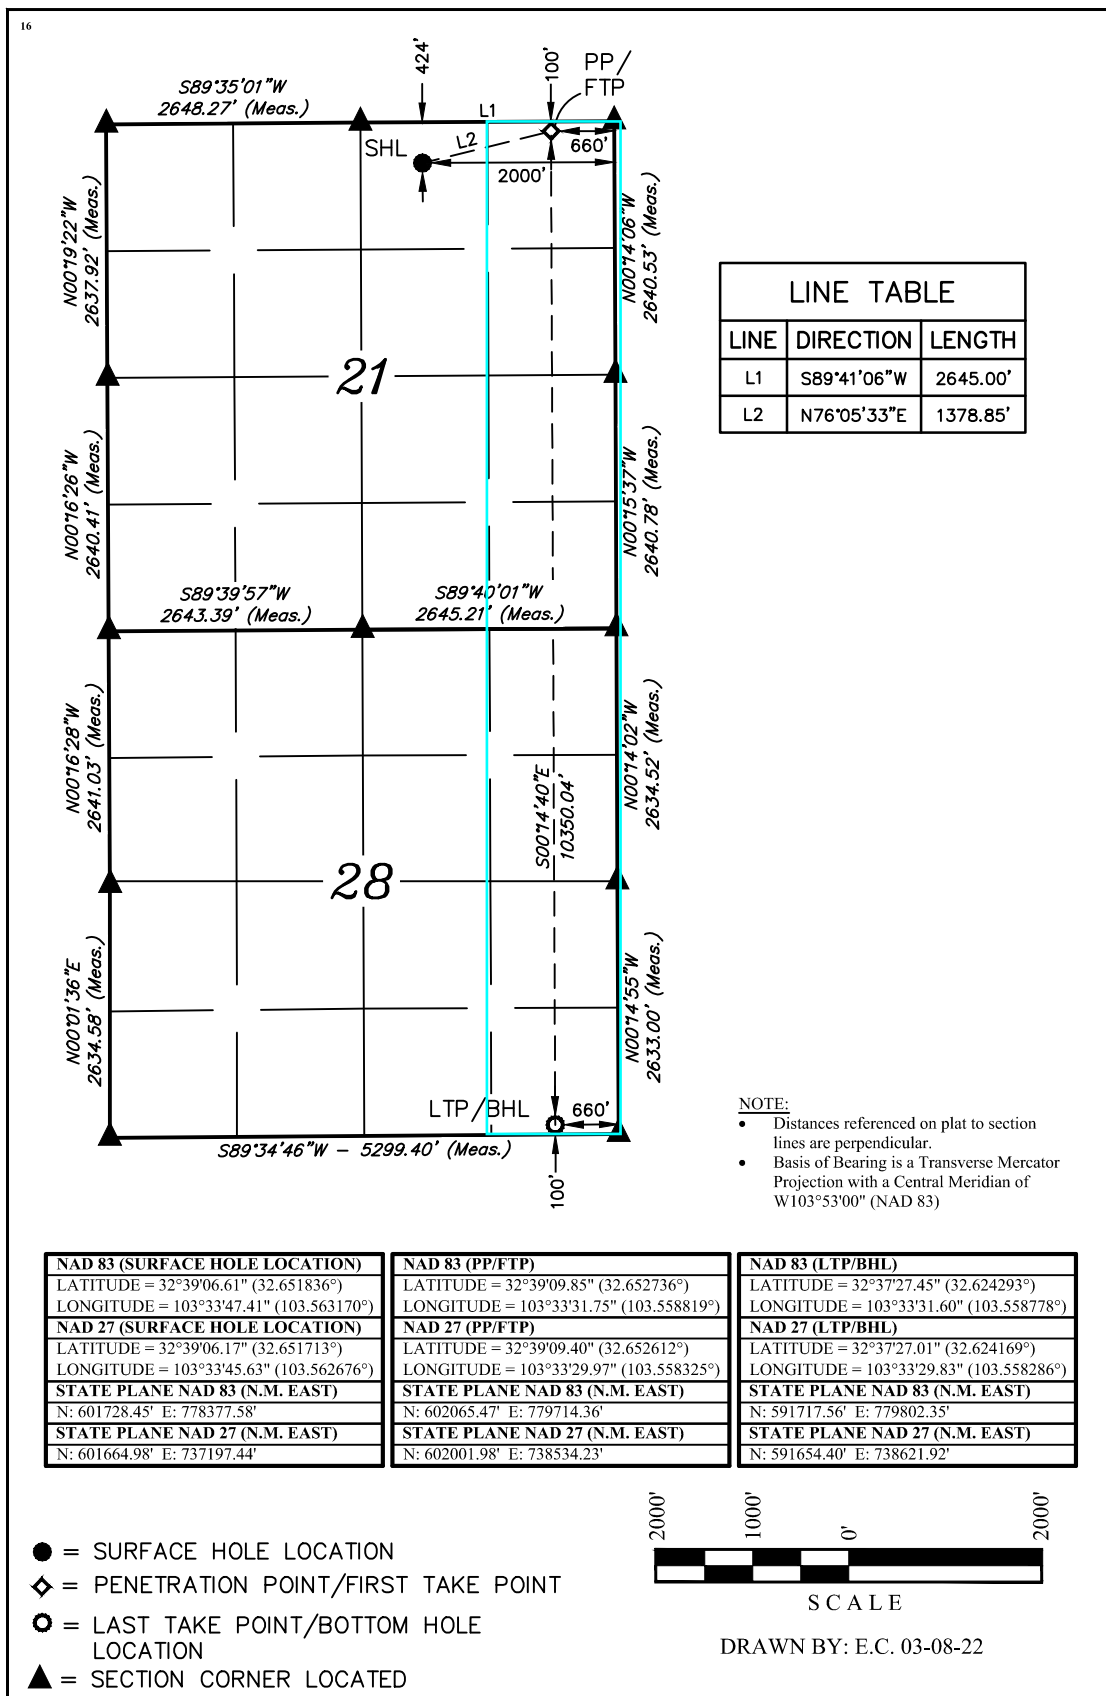 16
424'
100'
PP/
FTP
S89°35'01"W
2648.27' (Meas.)
L1
SHL
L2
660'
2000'
N00°19'22"W
2637.92' (Meas.)
N00°14'06"W
2640.53' (Meas.)
21
N00°16'26"W
2640.41' (Meas.)
N00°15'37"W
2640.78' (Meas.)
S89°39'57"W
2643.39' (Meas.)
S89°40'01"W
2645.21' (Meas.)
N00°16'28"W
2641.03' (Meas.)
N00°14'02"W
2634.52' (Meas.)
S00°14'40"E
10350.04'
28
N00°01'36"E
2634.58' (Meas.)
N00°14'55"W
2633.00' (Meas.)
LTP/BHL
660'
S89°34'46"W – 5299.40' (Meas.)
100'
LINE TABLE
LINE DIRECTION LENGTH
L1 S89°41'06"W 2645.00'
L2 N76°05'33"E 1378.85'
NOTE:
• Distances referenced on plat to section
lines are perpendicular.
• Basis of Bearing is a Transverse Mercator
Projection with a Central Meridian of
W103°53'00" (NAD 83)
NAD 83 (SURFACE HOLE LOCATION)
LATITUDE = 32°39'06.61" (32.651836°)
LONGITUDE = 103°33'47.41" (103.563170°)
NAD 27 (SURFACE HOLE LOCATION)
LATITUDE = 32°39'06.17" (32.651713°)
LONGITUDE = 103°33'45.63" (103.562676°)
STATE PLANE NAD 83 (N.M. EAST)
N: 601728.45' E: 778377.58'
STATE PLANE NAD 27 (N.M. EAST)
N: 601664.98' E: 737197.44'
NAD 83 (PP/FTP)
LATITUDE = 32°39'09.85" (32.652736°)
LONGITUDE = 103°33'31.75" (103.558819°)
NAD 27 (PP/FTP)
LATITUDE = 32°39'09.40" (32.652612°)
LONGITUDE = 103°33'29.97" (103.558325°)
STATE PLANE NAD 83 (N.M. EAST)
N: 602065.47' E: 779714.36'
STATE PLANE NAD 27 (N.M. EAST)
N: 602001.98' E: 738534.23'
NAD 83 (LTP/BHL)
LATITUDE = 32°37'27.45" (32.624293°)
LONGITUDE = 103°33'31.60" (103.558778°)
NAD 27 (LTP/BHL)
LATITUDE = 32°37'27.01" (32.624169°)
LONGITUDE = 103°33'29.83" (103.558286°)
STATE PLANE NAD 83 (N.M. EAST)
N: 591717.56' E: 779802.35'
STATE PLANE NAD 27 (N.M. EAST)
N: 591654.40' E: 738621.92'
= SURFACE HOLE LOCATION
= PENETRATION POINT/FIRST TAKE POINT
= LAST TAKE POINT/BOTTOM HOLE
LOCATION
= SECTION CORNER LOCATED
2000' 1000' 0' 2000'
SCALE
DRAWN BY: E.C. 03-08-22